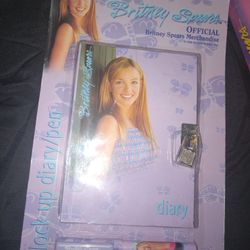 Britney Spears
OFFICIAL
Britney Spears Merchandise
Britney Spears
lock up diary/pen
diary